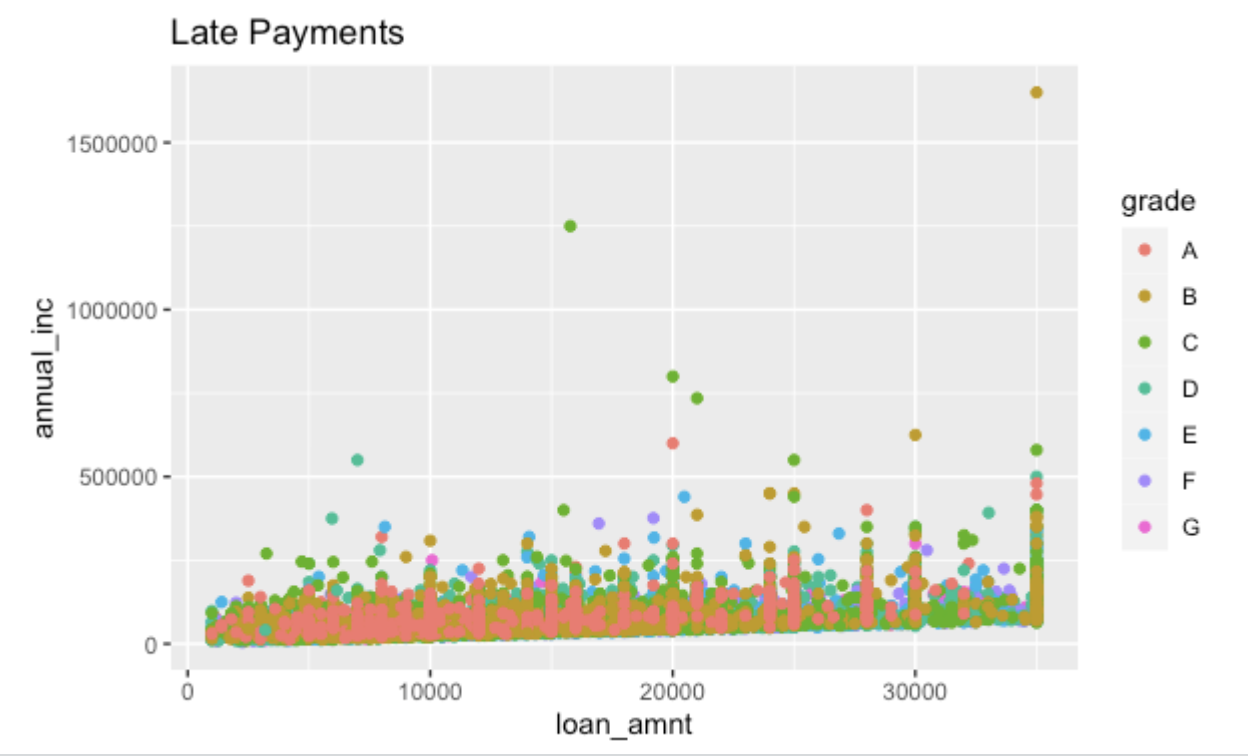 Late Payments
1500000
1000000
500000
0
annual_inc
0 10000 20000 30000
loan_amnt
grade
A
B
C
D
E
F
G